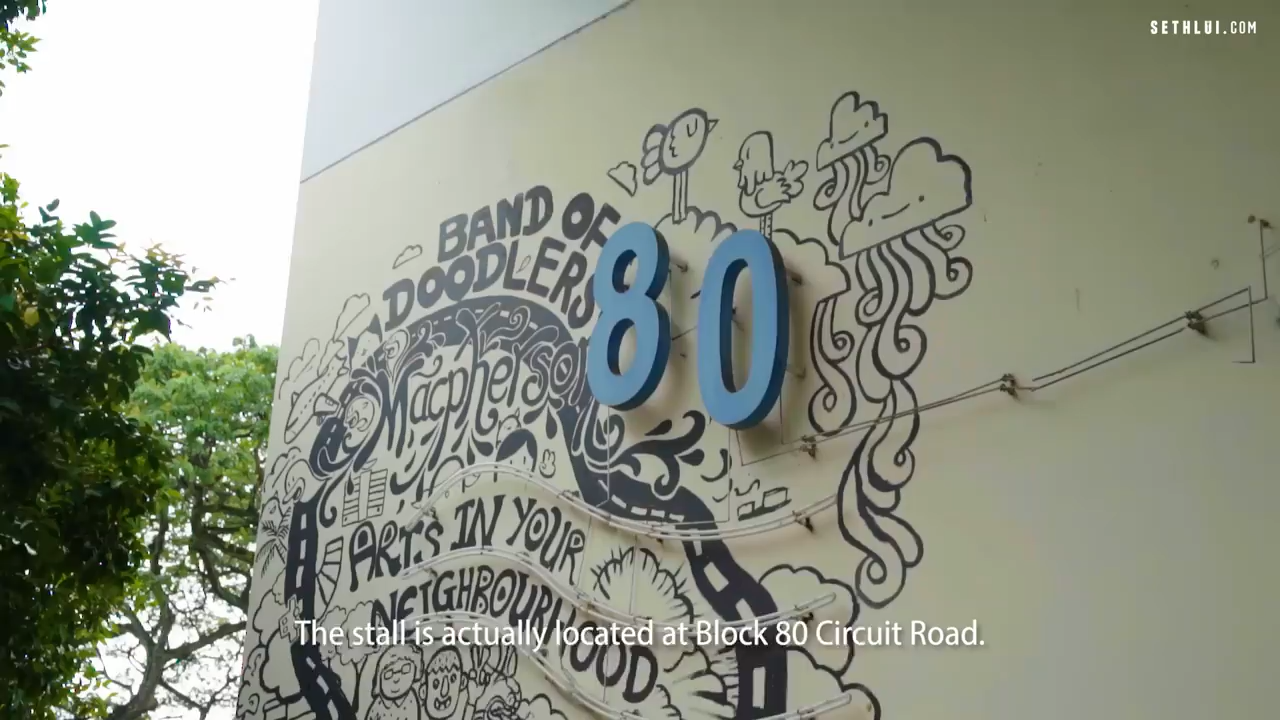 SETHLUI.COM
BAND OF
DOODLERS
80
Macpherson
ARTS IN YOUR
NEIGHBOURHOOD
The stall is actually located at Block 80 Circuit Road.